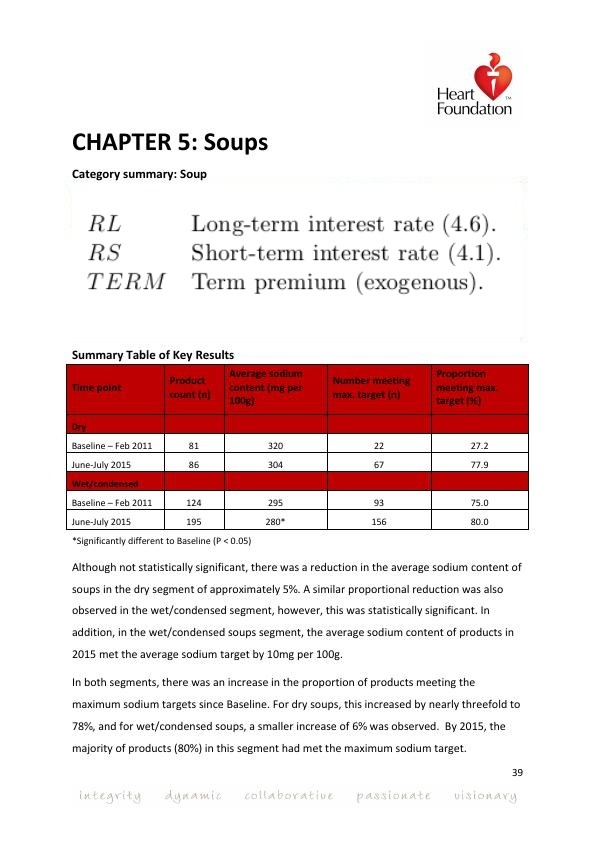 Heart
Foundation™
CHAPTER 5: Soups
Category summary: Soup
RL Long-term interest rate (4.6).
RS Short-term interest rate (4.1).
TERM Term premium (exogenous).
Summary Table of Key Results
Time point Product count (n) Average sodium content (mg per 100g) Number meeting max. target (n) Proportion meeting max. target (%)
Dry
Baseline – Feb 2011 81 320 22 27.2
June-July 2015 86 304 67 77.9
Wet/condensed
Baseline – Feb 2011 124 295 93 75.0
June-July 2015 195 280* 156 80.0
*Significantly different to Baseline (P < 0.05)
Although not statistically significant, there was a reduction in the average sodium content of
soups in the dry segment of approximately 5%. A similar proportional reduction was also
observed in the wet/condensed segment, however, this was statistically significant. In
addition, in the wet/condensed soups segment, the average sodium content of products in
2015 met the average sodium target by 10mg per 100g.
In both segments, there was an increase in the proportion of products meeting the
maximum sodium targets since Baseline. For dry soups, this increased by nearly threefold to
78%, and for wet/condensed soups, a smaller increase of 6% was observed. By 2015, the
majority of products (80%) in this segment had met the maximum sodium target.
39
integrity dynamic collaborative passionate visionary